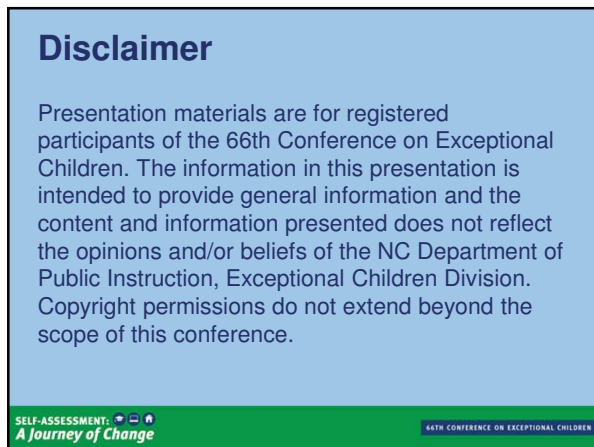 Disclaimer
Presentation materials are for registered
participants of the 66th Conference on Exceptional
Children. The information in this presentation is
intended to provide general information and the
content and information presented does not reflect
the opinions and/or beliefs of the NC Department of
Public Instruction, Exceptional Children Division.
Copyright permissions do not extend beyond the
scope of this conference.
SELF-ASSESSMENT:
A Journey of Change
66TH CONFERENCE ON EXCEPTIONAL CHILDREN